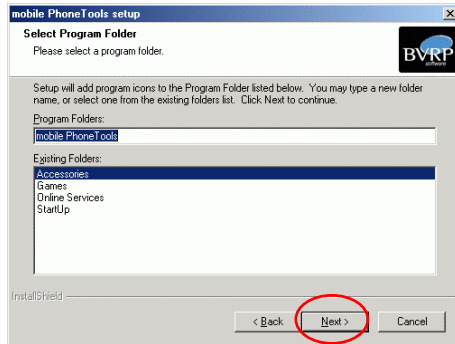 mobile PhoneTools setup
Select Program Folder
Please select a program folder.
BVRP
software
Setup will add program icons to the Program Folder listed below. You may type a new folder
name, or select one from the existing folders list. Click Next to continue.
Program Folders:
mobile PhoneTools
Existing Folders:
Accessories
Games
Online Services
StartUp
InstallShield
< Back
Next >
Cancel